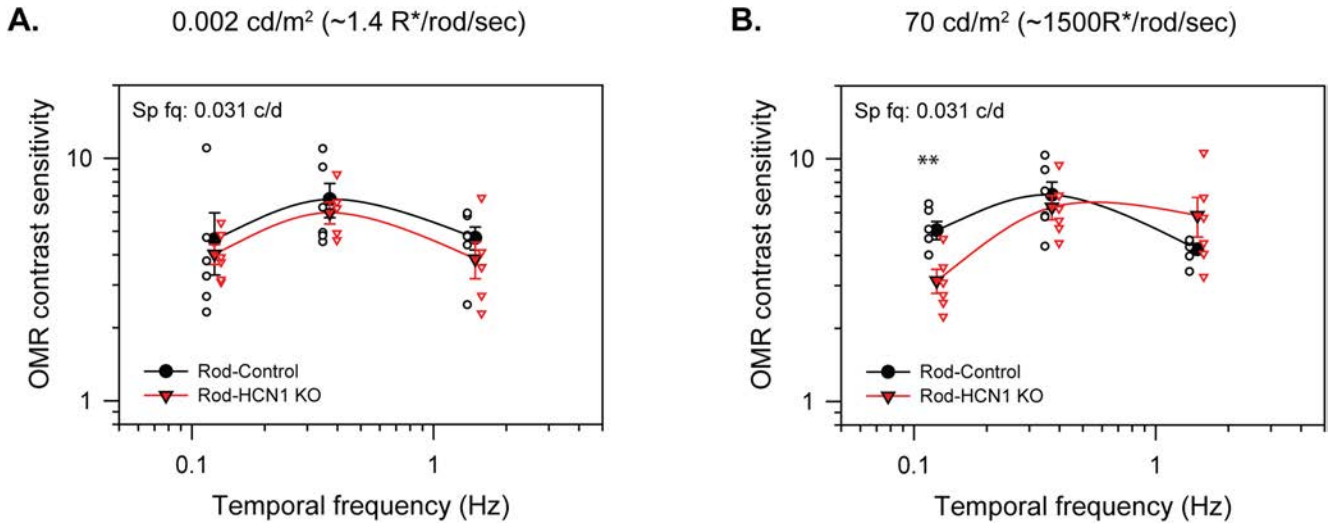 A. 0.002 cd/m² (~1.4 R*/rod/sec)
OMR contrast sensitivity
Sp fq: 0.031 c/d
10
1
Rod-Control
Rod-HCN1 KO
0.1 1
Temporal frequency (Hz)
B. 70 cd/m² (~1500R*/rod/sec)
OMR contrast sensitivity
Sp fq: 0.031 c/d
**
10
1
Rod-Control
Rod-HCN1 KO
0.1 1
Temporal frequency (Hz)